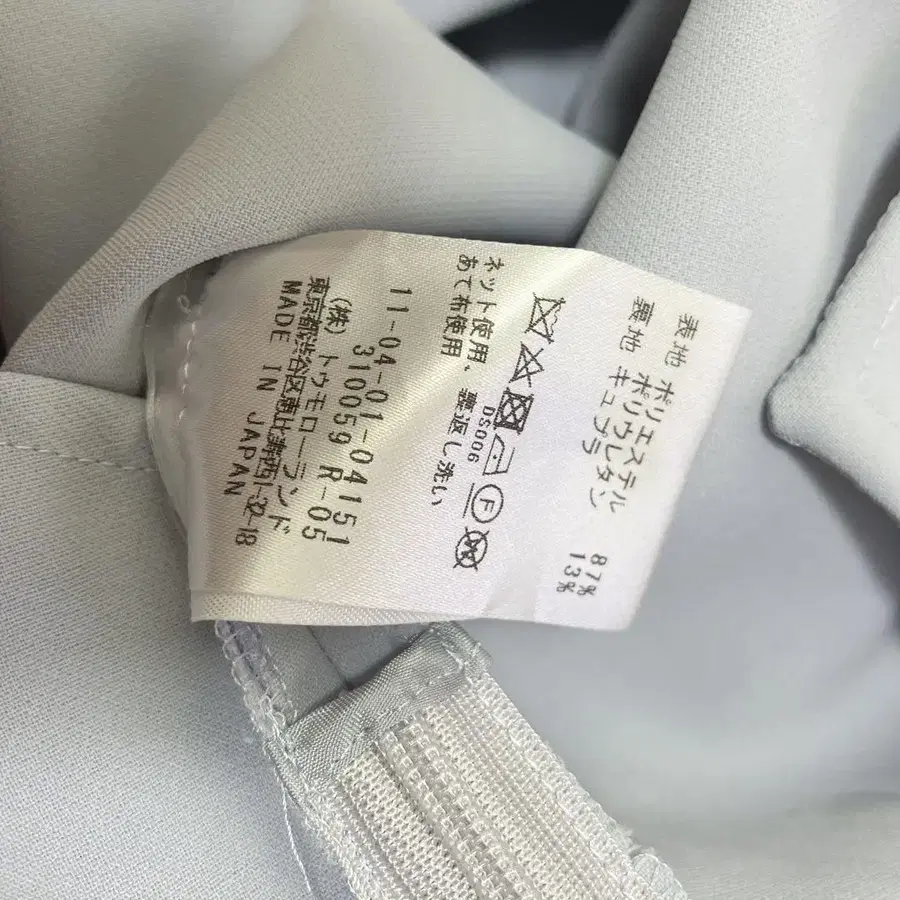 表地 ポリエステル 87%
ポリウレタン 13%
裏地 キュプラ
DS006
F
W
ネット使用、裏返し洗い
あて布使用
11-04-01-04151
310059 R-05
(株) トゥモローランド
東京都渋谷区恵比寿西1-32-18
MADE IN JAPAN